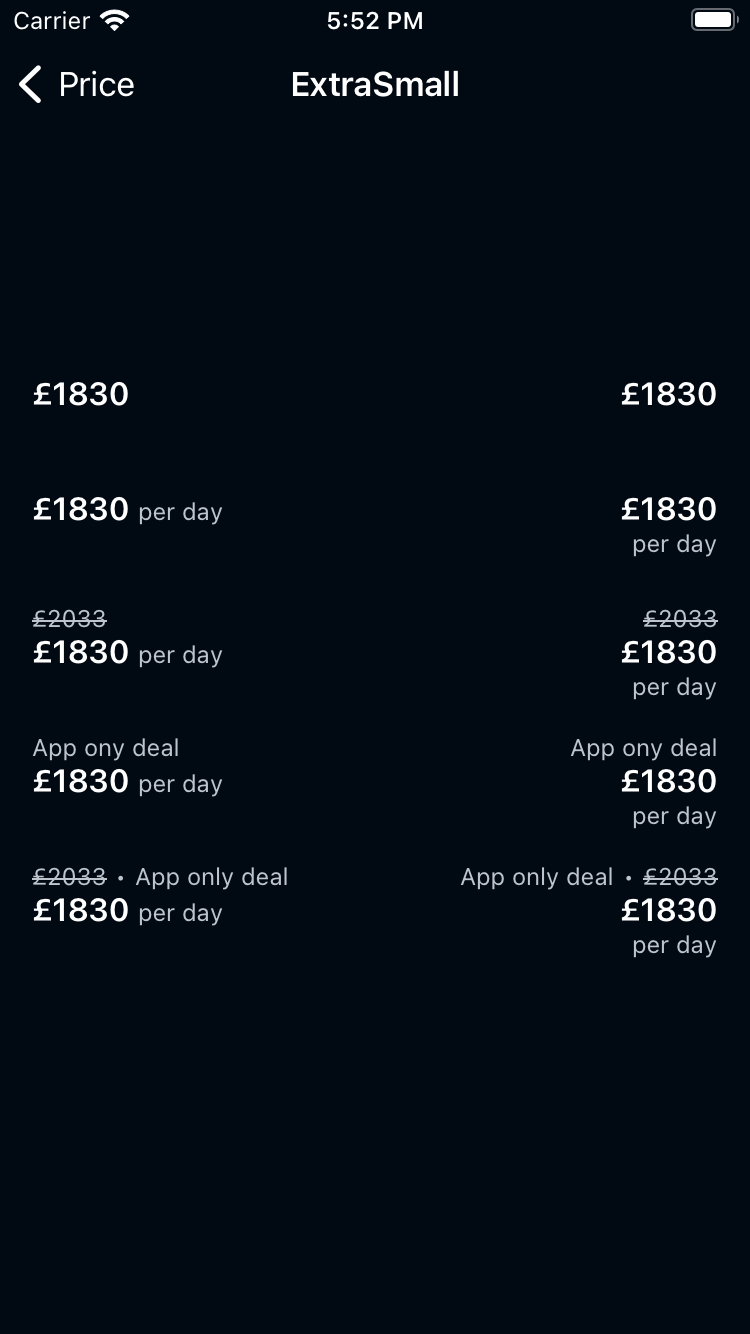 Carrier 5:52 PM
Price ExtraSmall
£1830 £1830
£1830 per day £1830
per day
£2033 £2033
£1830 per day £1830
per day
App ony deal App ony deal
£1830 per day £1830
per day
£2033 • App only deal App only deal • £2033
£1830 per day £1830
per day